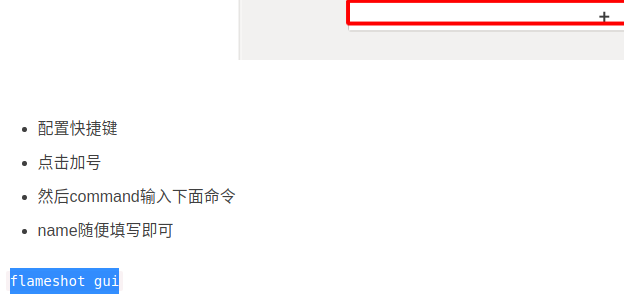 配置快捷键
点击加号
然后command输入下面命令
name随便填写即可
flameshot gui